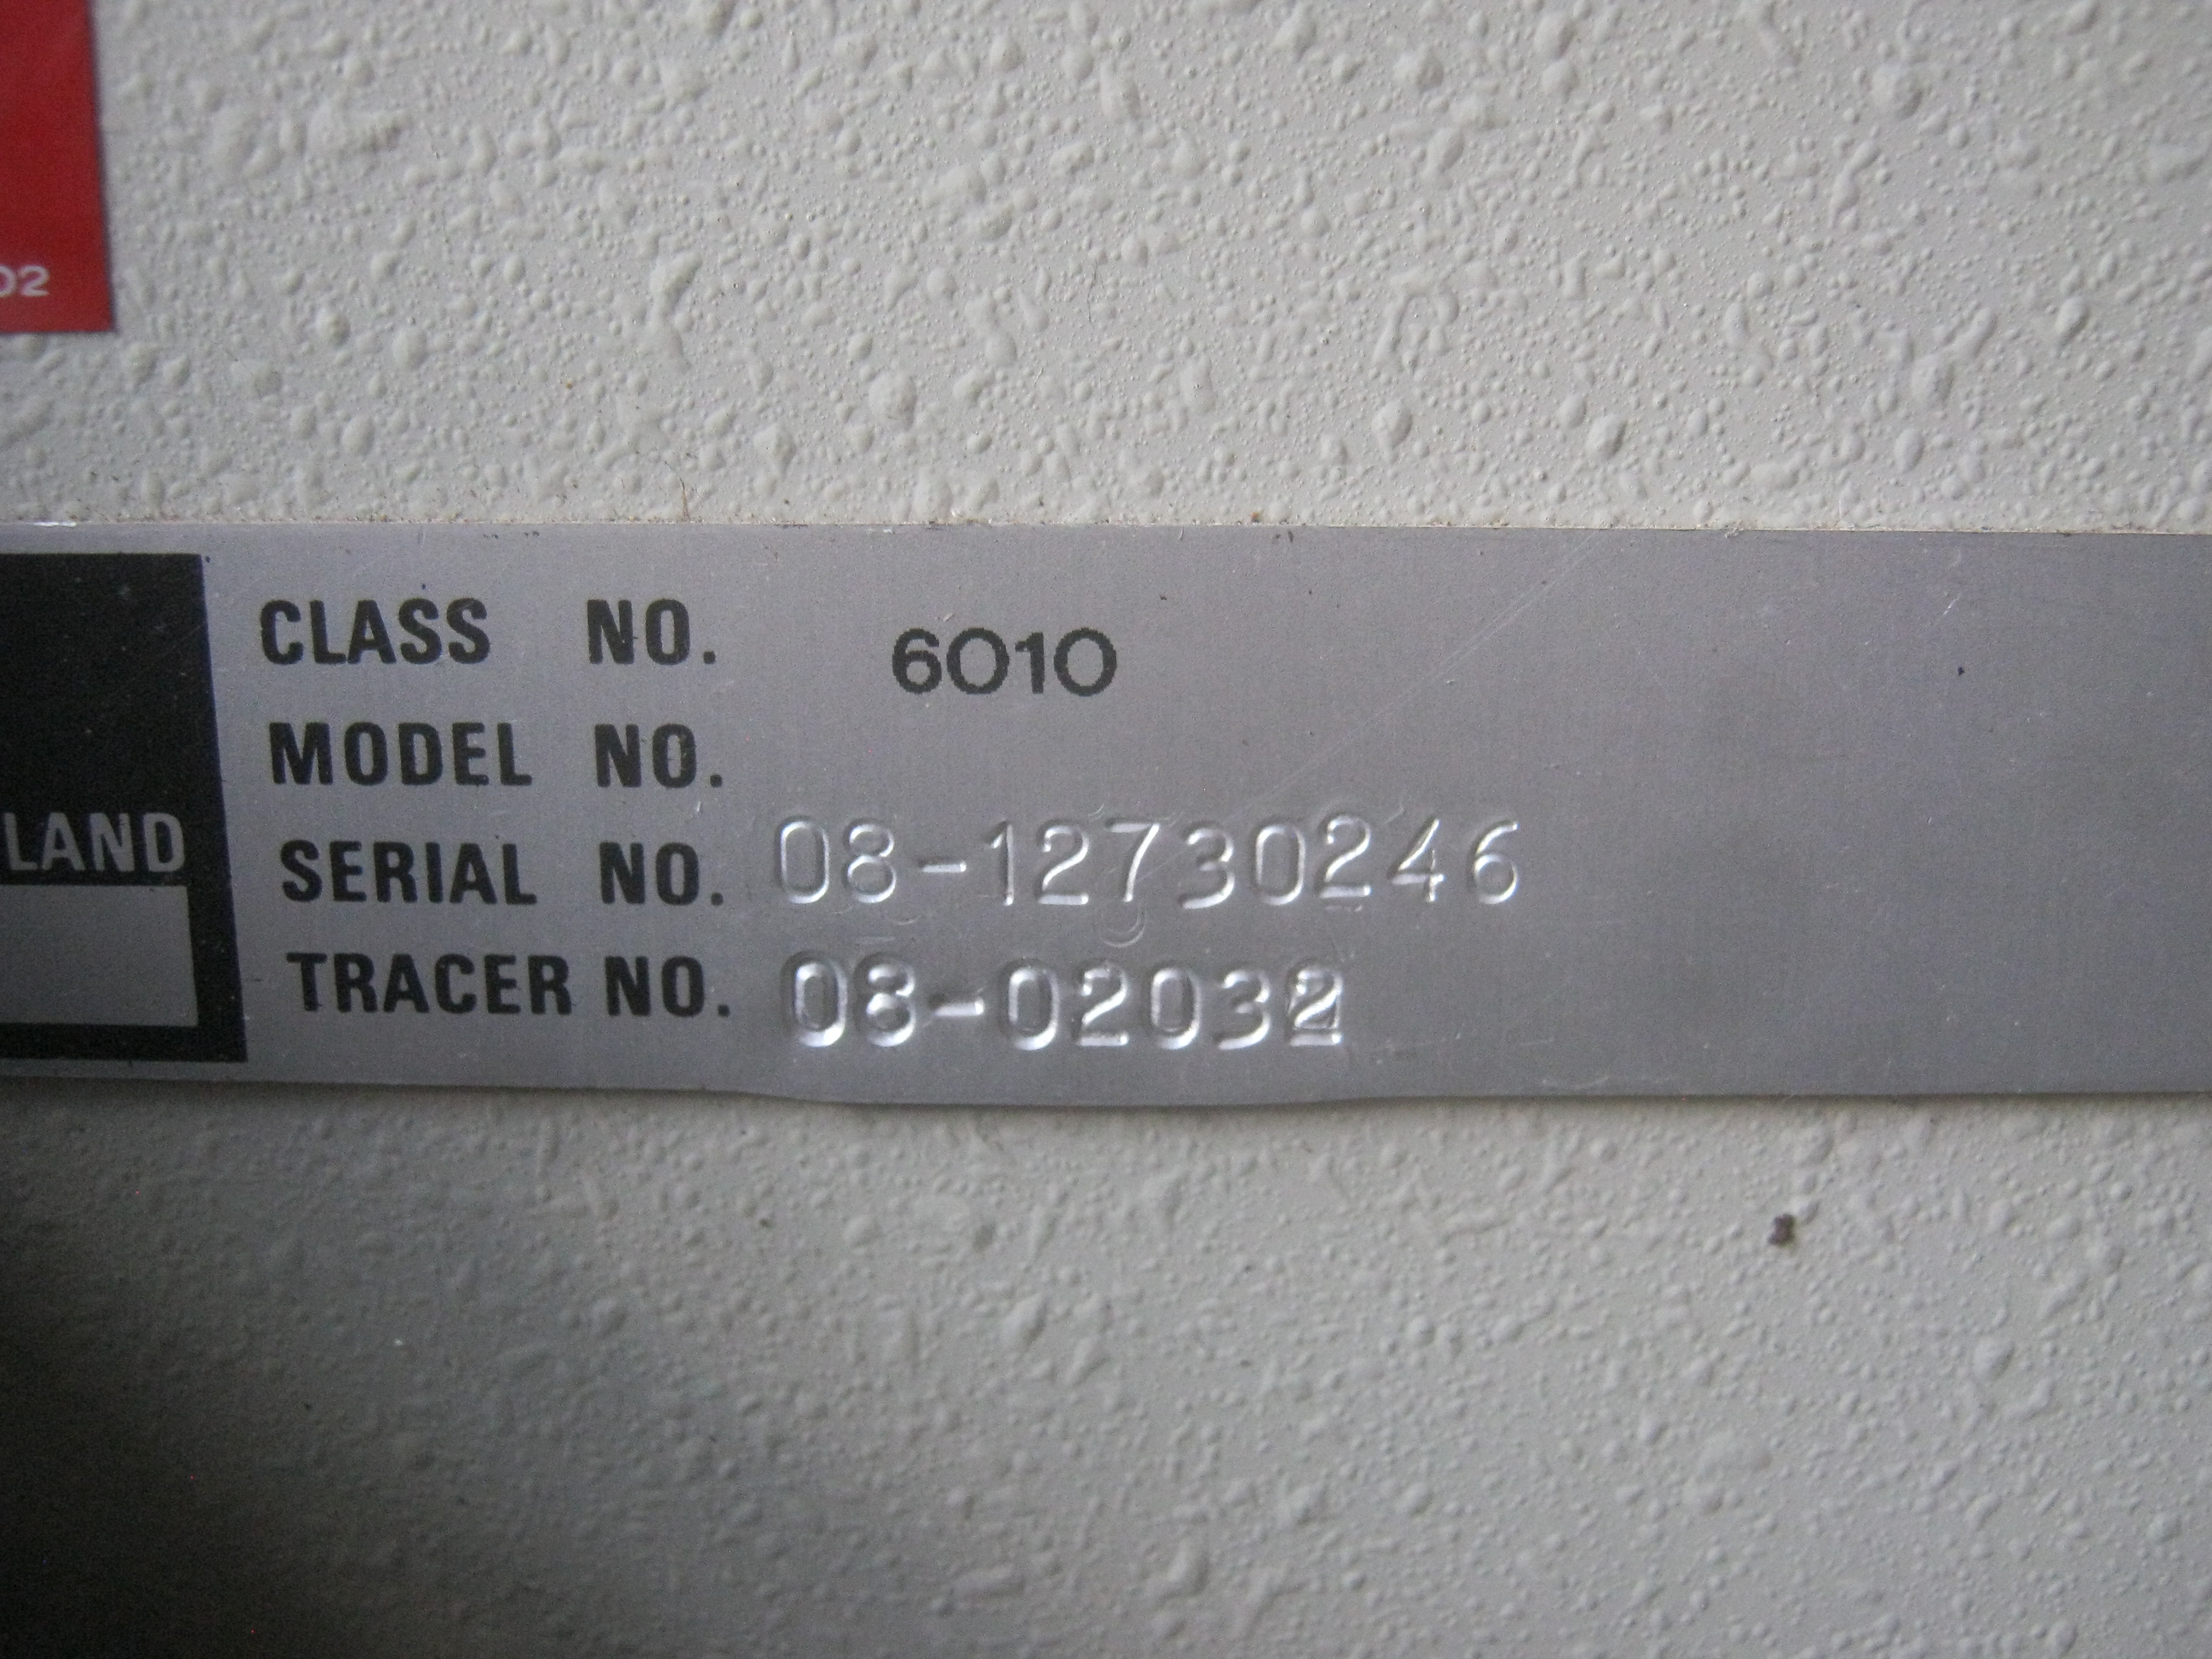 02
CLASS NO. 6010
MODEL NO.
LAND
SERIAL NO. 08-12730246
TRACER NO. 08-02032